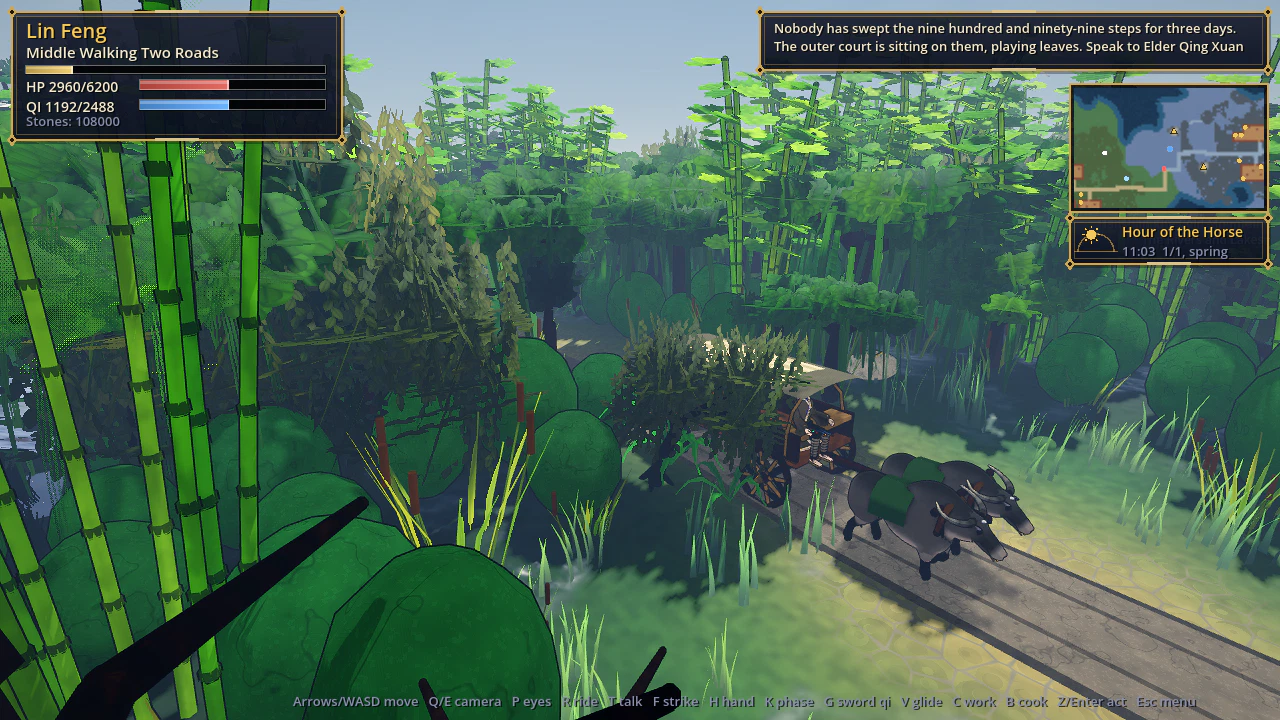 Lin Feng
Middle Walking Two Roads
HP 2960/6200
QI 1192/2488
Stones: 108000
Nobody has swept the nine hundred and ninety-nine steps for three days.
The outer court is sitting on them, playing leaves. Speak to Elder Qing Xuan
Hour of the Horse
11:03 1/1, spring
Arrows/WASD move Q/E camera P eyes R ride T talk F strike H hand K phase G sword qi V glide C work B cook Z/Enter act Esc menu